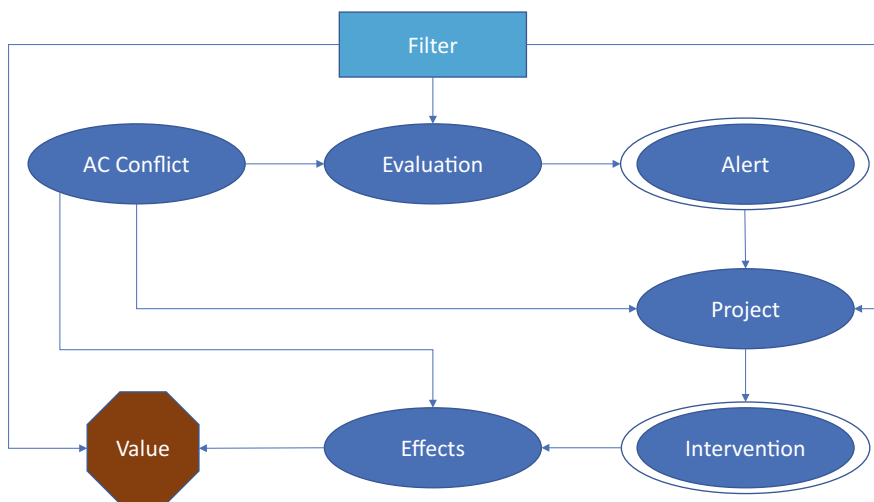 Filter
AC Conflict
Evaluation
Alert
Project
Value
Effects
Intervention